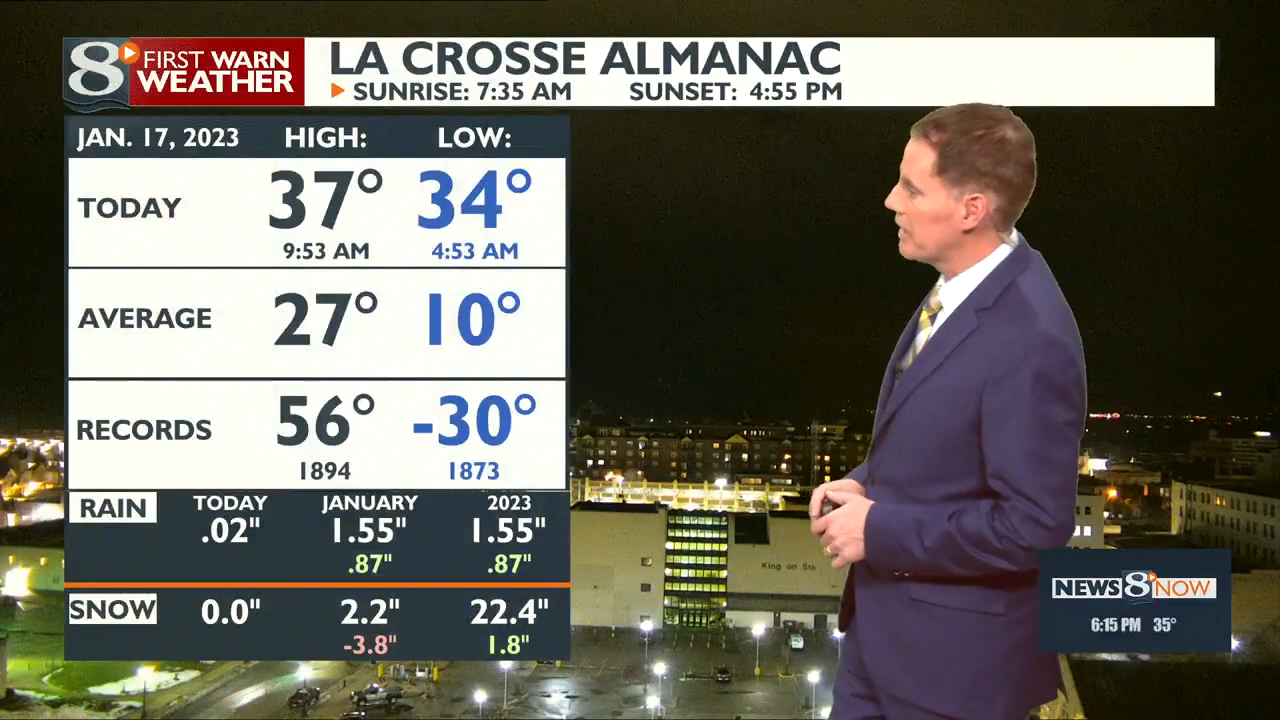 8 FIRST WARN
WEATHER
LA CROSSE ALMANAC
SUNRISE: 7:35 AM SUNSET: 4:55 PM
JAN. 17, 2023 HIGH: LOW:
TODAY 37° 34°
9:53 AM 4:53 AM
AVERAGE 27° 10°
RECORDS 56° -30°
1894 1873
RAIN TODAY JANUARY 2023
.02" 1.55" 1.55"
.87" .87"
SNOW 0.0" 2.2" 22.4"
-3.8" 1.8"
King on
NEWS 8 NOW
6:15 PM 35°